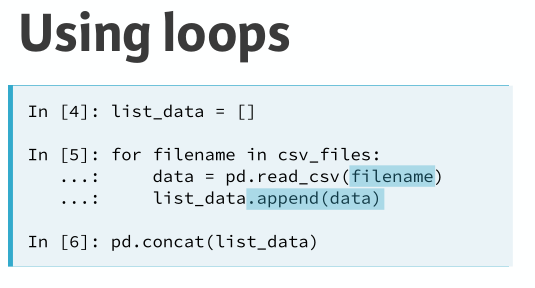 Using loops
In [4]: list_data = []
In [5]: for filename in csv_files:
   ...:     data = pd.read_csv(filename)
   ...:     list_data.append(data)
In [6]: pd.concat(list_data)